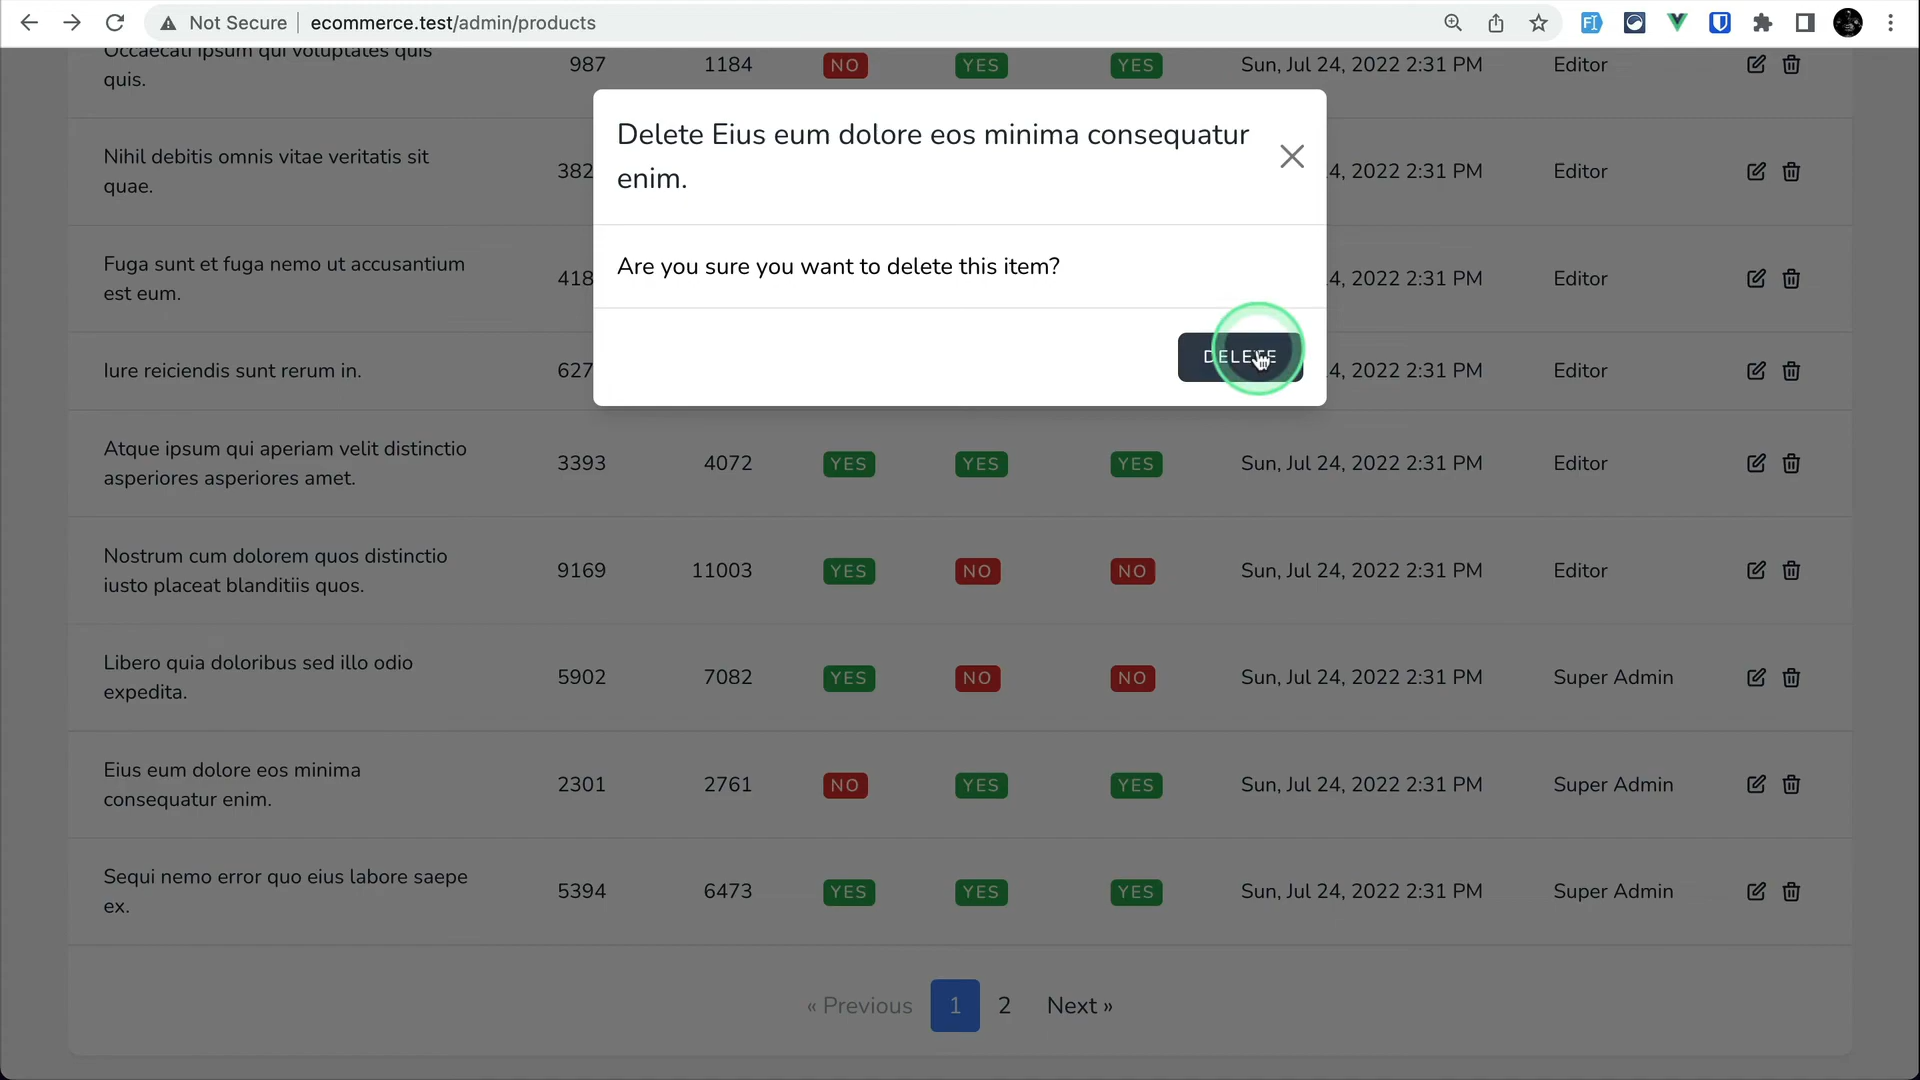 Not Secure ecommerce.test/admin/products
Occaecati ipsum qui voluptates quis
quis.
987 1184 NO YES YES Sun, Jul 24, 2022 2:31 PM Editor
Delete Eius eum dolore eos minima consequatur
enim.
Are you sure you want to delete this item?
DELETE
Nihil debitis omnis vitae veritatis sit
quae.
382 4, 2022 2:31 PM Editor
Fuga sunt et fuga nemo ut accusantium
est eum.
418 4, 2022 2:31 PM Editor
Iure reiciendis sunt rerum in.
627 4, 2022 2:31 PM Editor
Atque ipsum qui aperiam velit distinctio
asperiores asperiores amet.
3393 4072 YES YES YES Sun, Jul 24, 2022 2:31 PM Editor
Nostrum cum dolorem quos distinctio
iusto placeat blanditiis quos.
9169 11003 YES NO NO Sun, Jul 24, 2022 2:31 PM Editor
Libero quia doloribus sed illo odio
expedita.
5902 7082 YES NO NO Sun, Jul 24, 2022 2:31 PM Super Admin
Eius eum dolore eos minima
consequatur enim.
2301 2761 NO YES YES Sun, Jul 24, 2022 2:31 PM Super Admin
Sequi nemo error quo eius labore saepe
ex.
5394 6473 YES YES YES Sun, Jul 24, 2022 2:31 PM Super Admin
« Previous 1 2 Next »